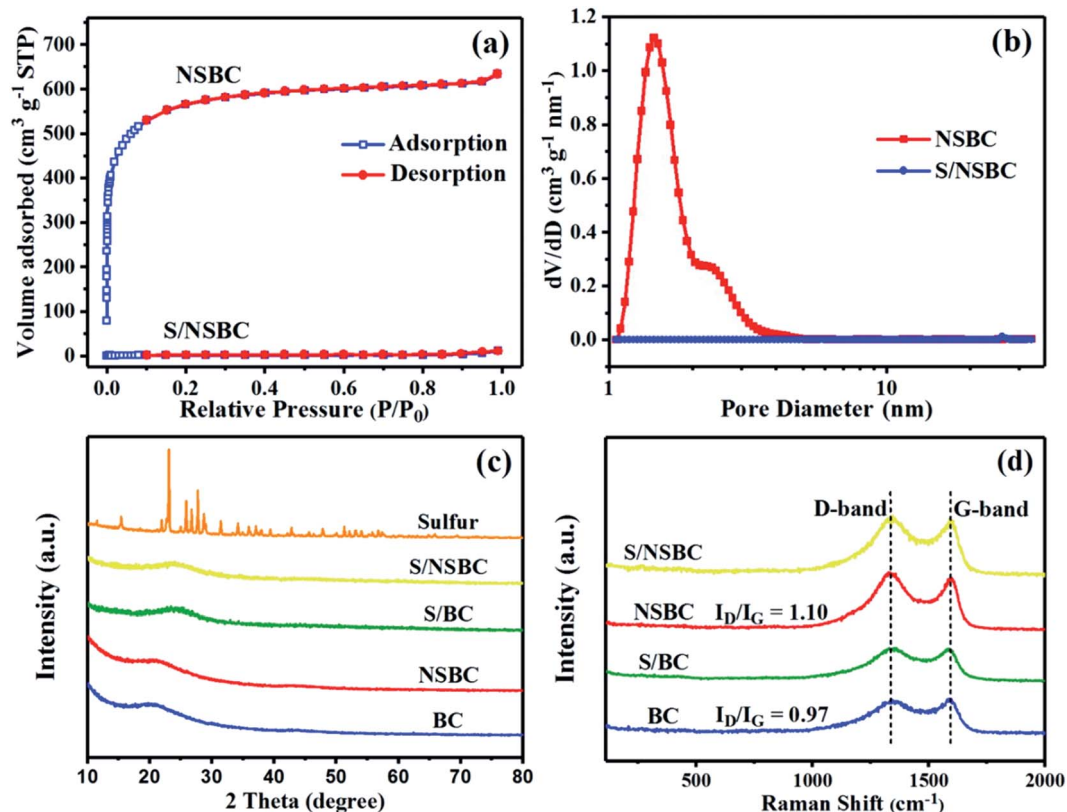 (a)
NSBC
Adsorption
Desorption
S/NSBC
Volume adsorbed (cm³ g⁻¹ STP)
700
600
500
400
300
200
100
0
0.0 0.2 0.4 0.6 0.8 1.0
Relative Pressure (P/P₀)
(b)
NSBC
S/NSBC
dV/dD (cm³ g⁻¹ nm⁻¹)
1.2
1.0
0.8
0.6
0.4
0.2
0.0
1 10
Pore Diameter (nm)
(c)
Sulfur
S/NSBC
S/BC
NSBC
BC
Intensity (a.u.)
10 20 30 40 50 60 70 80
2 Theta (degree)
(d)
D-band G-band
S/NSBC
NSBC I_D/I_G = 1.10
S/BC
BC I_D/I_G = 0.97
Intensity (a.u.)
500 1000 1500 2000
Raman Shift (cm⁻¹)